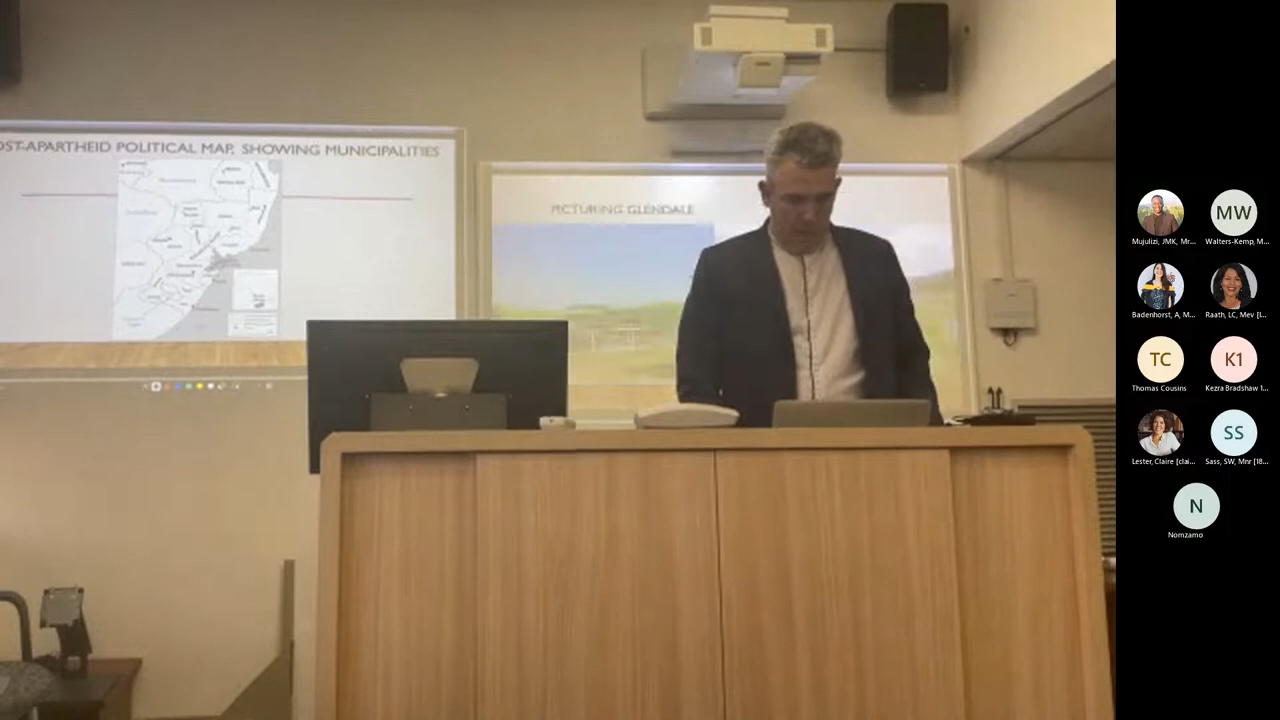 OST-APARTHEID POLITICAL MAP, SHOWING MUNICIPALITIES
PICTURING GLENDALE
MW
Mujulizi, JMK, Mr...
Walters-Kemp, M...
Badenhorst, A, M...
Raath, LC, Mev [l...
TC
K1
Thomas Cousins
Kezra Bradshaw 1...
SS
Lester, Claire [clai...
Sass, SW, Mnr [18...
N
Nomzamo